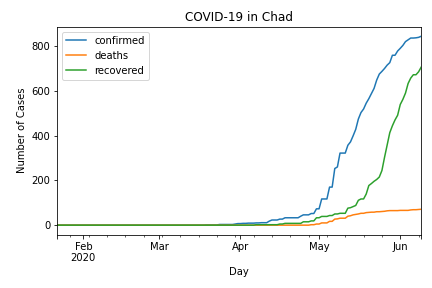 COVID-19 in Chad
confirmed
deaths
recovered
Number of Cases
800
600
400
200
0
Feb
2020
Mar
Apr
May
Jun
Day